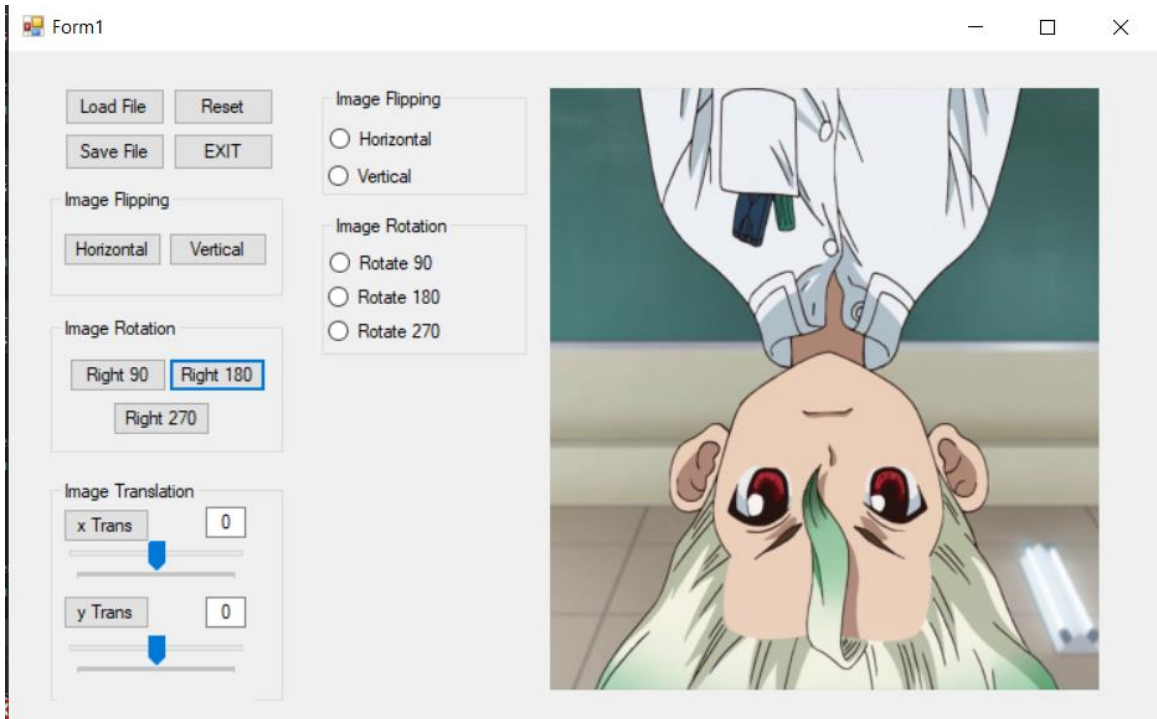 Form1
Load File
Reset
Save File
EXIT
Image Flipping
Horizontal
Vertical
Image Rotation
Right 90
Right 180
Right 270
Image Translation
x Trans
0
y Trans
0
Image Flipping
Horizontal
Vertical
Image Rotation
Rotate 90
Rotate 180
Rotate 270